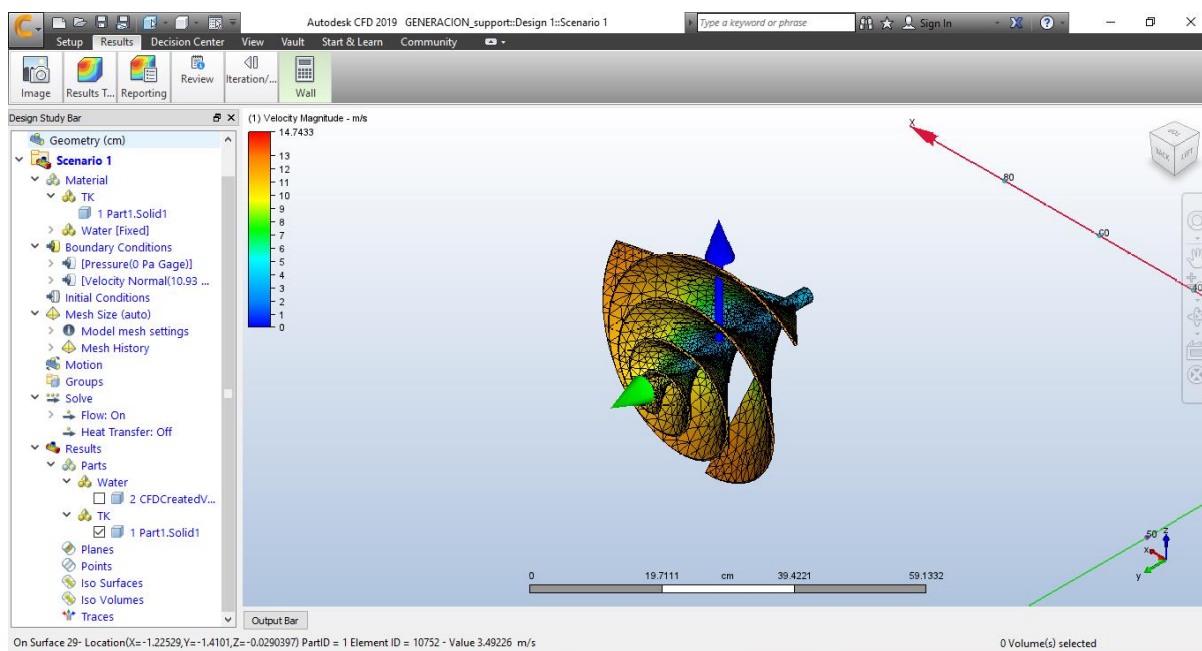 Autodesk CFD 2019 GENERACION_support::Design 1::Scenario 1
Type a keyword or phrase
Sign In
Setup Results Decision Center View Vault Start & Learn Community
Image
Results T...
Reporting
Review
Iteration/...
Wall
Design Study Bar
Geometry (cm)
Scenario 1
Material
TK
1 Part1.Solid1
Water [Fixed]
Boundary Conditions
[Pressure(0 Pa Gage)]
[Velocity Normal(10.93 ...
Initial Conditions
Mesh Size (auto)
Model mesh settings
Mesh History
Motion
Groups
Solve
Flow: On
Heat Transfer: Off
Results
Parts
Water
2 CFDCreatedV...
TK
1 Part1.Solid1
Planes
Points
Iso Surfaces
Iso Volumes
Traces
(1) Velocity Magnitude - m/s
14.7433
13
12
11
10
9
8
7
6
5
4
3
2
1
0
X
80
60
40
BACK
LEFT
50
z
x
y
0 19.7111 cm 39.4221 59.1332
Output Bar
On Surface 29- Location(X=-1.22529,Y=-1.4101,Z=-0.0290397) PartID = 1 Element ID = 10752 - Value 3.49226 m/s
0 Volume(s) selected